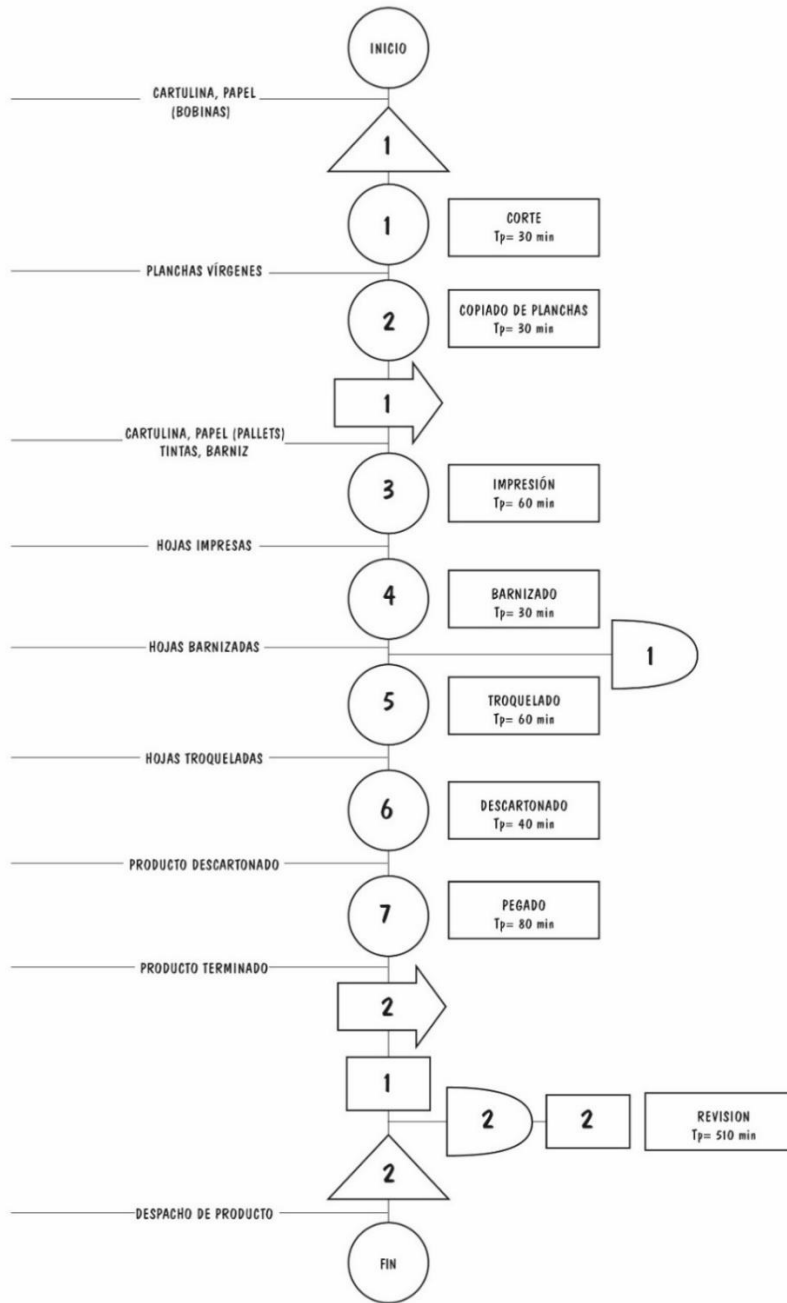 INICIO
CARTULINA, PAPEL
(BOBINAS)
1
1
CORTE
Tp= 30 min
PLANCHAS VÍRGENES
2
COPIADO DE PLANCHAS
Tp= 30 min
1
CARTULINA, PAPEL (PALLETS)
TINTAS, BARNIZ
3
IMPRESIÓN
Tp= 60 min
HOJAS IMPRESAS
4
BARNIZADO
Tp= 30 min
HOJAS BARNIZADAS
1
5
TROQUELADO
Tp= 60 min
HOJAS TROQUELADAS
6
DESCARTONADO
Tp= 40 min
PRODUCTO DESCARTONADO
7
PEGADO
Tp= 80 min
PRODUCTO TERMINADO
2
1
2
2
REVISION
Tp= 510 min
2
DESPACHO DE PRODUCTO
FIN